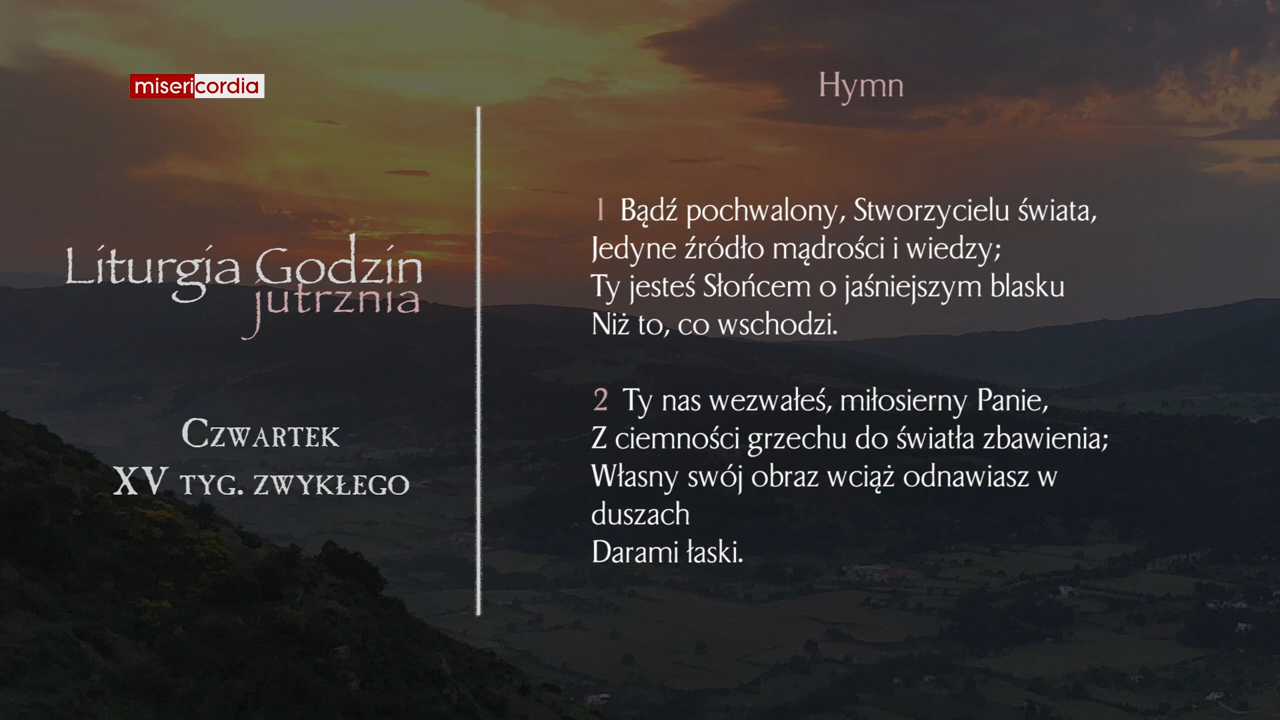 misericordia
Liturgia Godzin
jutrznia
Czwartek
XV tyg. zwykłego
Hymn
1 Bądź pochwalony, Stworzycielu świata,
Jedyne źródło mądrości i wiedzy;
Ty jesteś Słońcem o jaśniejszym blasku
Niż to, co wschodzi.
2 Ty nas wezwałeś, miłosierny Panie,
Z ciemności grzechu do światła zbawienia;
Własny swój obraz wciąż odnawiasz w
duszach
Darami łaski.